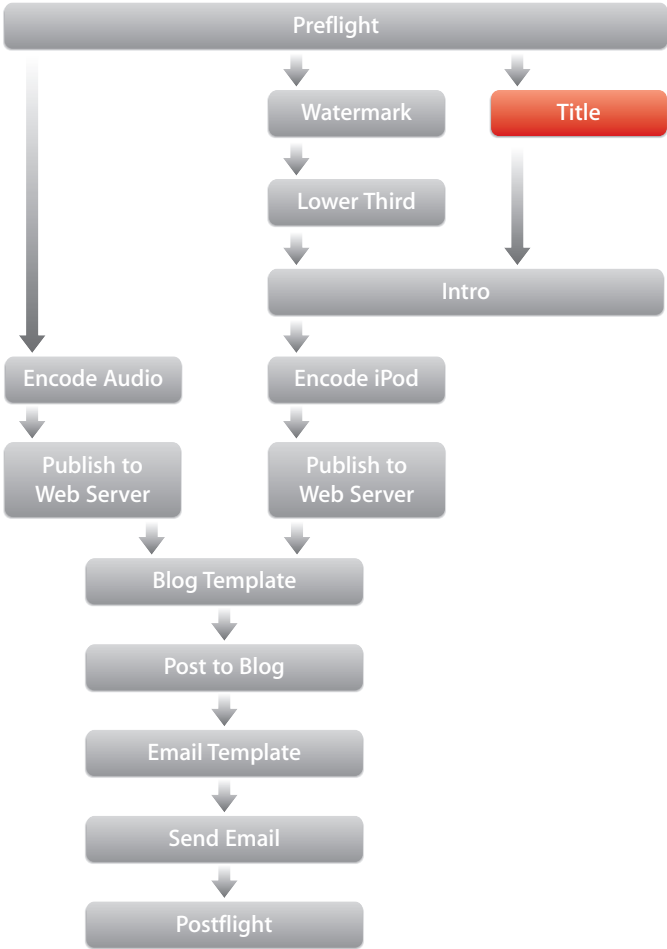 Preflight
Watermark
Title
Lower Third
Intro
Encode Audio
Encode iPod
Publish to
Web Server
Publish to
Web Server
Blog Template
Post to Blog
Email Template
Send Email
Postflight